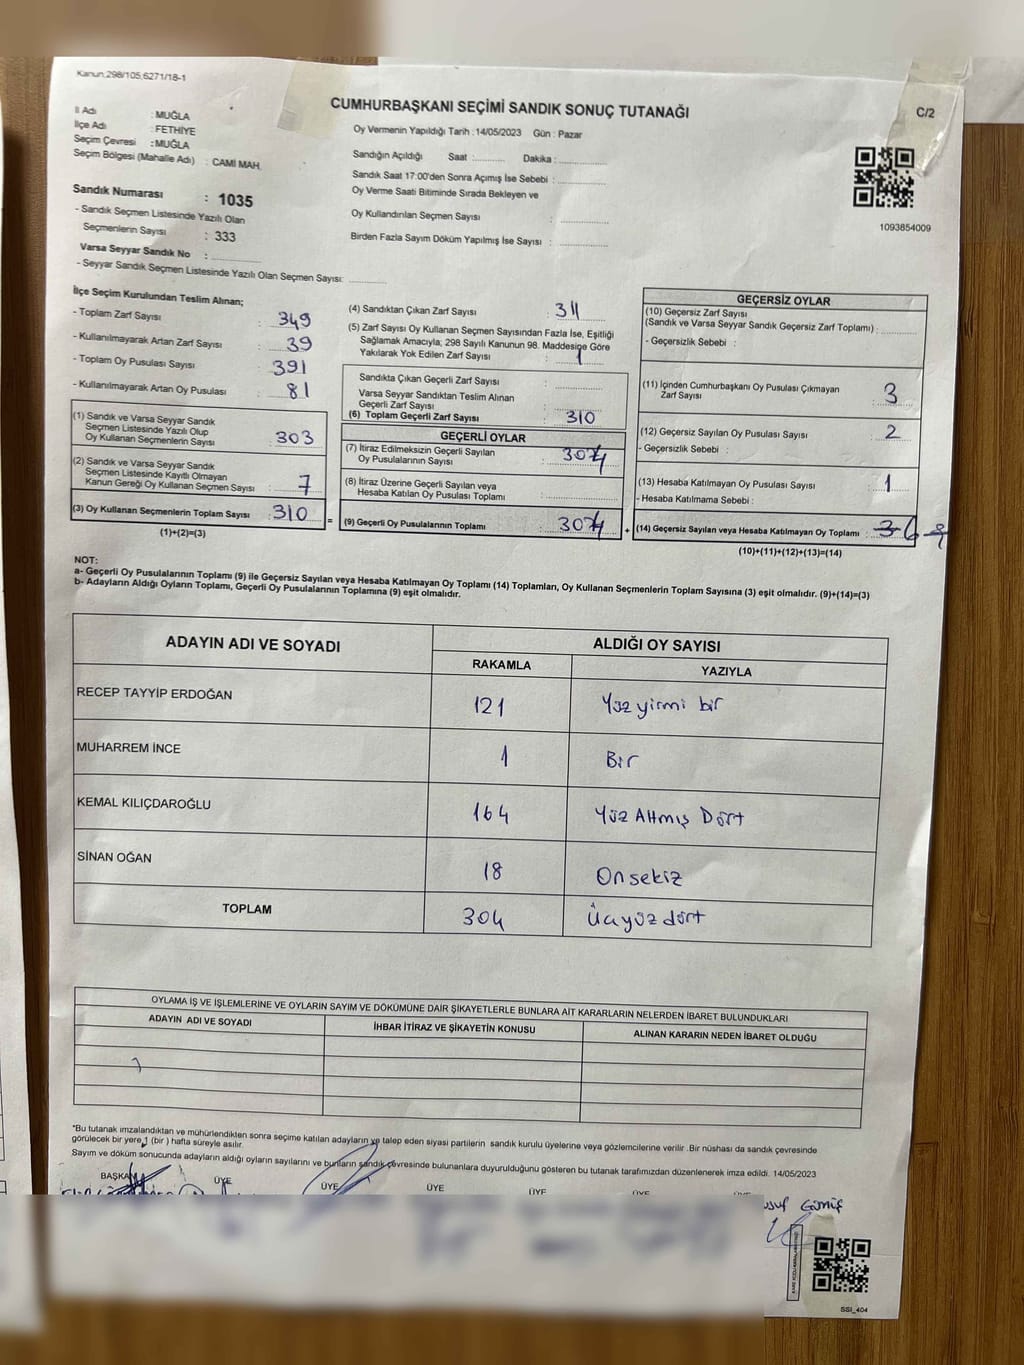 Kanun:298/105;6271/18-1
CUMHURBAŞKANI SEÇİMİ SANDIK SONUÇ TUTANAĞI
C/2
İl Adı : MUĞLA
İlçe Adı : FETHİYE
Seçim Çevresi : MUĞLA
Seçim Bölgesi (Mahalle Adı) : CAMİ MAH.
Sandık Numarası : 1035
- Sandık Seçmen Listesinde Yazılı Olan
Seçmenlerin Sayısı : 333
Varsa Seyyar Sandık No : ............
- Seyyar Sandık Seçmen Listesinde Yazılı Olan Seçmen Sayısı: ............
Oy Vermenin Yapıldığı Tarih : 14/05/2023 Gün : Pazar
Sandığın Açıldığı Saat ............ Dakika : ............
Sandık Saat 17:00'den Sonra Açımış İse Sebebi : ............
Oy Verme Saati Bitiminde Sırada Bekleyen ve
Oy Kullandırılan Seçmen Sayısı : ............
Birden Fazla Sayım Döküm Yapılmış İse Sayısı : ............
1093854009
İlçe Seçim Kurulundan Teslim Alınan;
- Toplam Zarf Sayısı : 349
- Kullanılmayarak Artan Zarf Sayısı : 39
- Toplam Oy Pusulası Sayısı : 391
- Kullanılmayarak Artan Oy Pusulası : 81
(1) Sandık ve Varsa Seyyar Sandık
Seçmen Listesinde Yazılı Olup
Oy Kullanan Seçmenlerin Sayısı : 303
(2) Sandık ve Varsa Seyyar Sandık
Seçmen Listesinde Kayıtlı Olmayan
Kanun Gereği Oy Kullanan Seçmen Sayısı : 7
(3) Oy Kullanan Seçmenlerin Toplam Sayısı : 310
(1)+(2)=(3)
=
(4) Sandıktan Çıkan Zarf Sayısı : 311
(5) Zarf Sayısı Oy Kullanan Seçmen Sayısından Fazla İse, Eşitliği
Sağlamak Amacıyla; 298 Sayılı Kanunun 98. Maddesine Göre
Yakılarak Yok Edilen Zarf Sayısı : 1
Sandıkta Çıkan Geçerli Zarf Sayısı : ............
Varsa Seyyar Sandıktan Teslim Alınan
Geçerli Zarf Sayısı : ............
(6) Toplam Geçerli Zarf Sayısı : 310
GEÇERLİ OYLAR
(7) İtiraz Edilmeksizin Geçerli Sayılan
Oy Pusulalarının Sayısı : 304
(8) İtiraz Üzerine Geçerli Sayılan veya
Hesaba Katılan Oy Pusulası Toplamı : ............
(9) Geçerli Oy Pusulalarının Toplamı : 304
+
GEÇERSİZ OYLAR
(10) Geçersiz Zarf Sayısı
(Sandık ve Varsa Seyyar Sandık Geçersiz Zarf Toplamı) : ............
- Geçersizlik Sebebi :
(11) İçinden Cumhurbaşkanı Oy Pusulası Çıkmayan
Zarf Sayısı : 3
(12) Geçersiz Sayılan Oy Pusulası Sayısı : 2
- Geçersizlik Sebebi :
(13) Hesaba Katılmayan Oy Pusulası Sayısı : 1
- Hesaba Katılmama Sebebi :
(14) Geçersiz Sayılan veya Hesaba Katılmayan Oy Toplamı : 3 6
(10)+(11)+(12)+(13)=(14)
NOT:
a- Geçerli Oy Pusulalarının Toplamı (9) ile Geçersiz Sayılan veya Hesaba Katılmayan Oy Toplamı (14) Toplamları, Oy Kullanan Seçmenlerin Toplam Sayısına (3) eşit olmalıdır. (9)+(14)=(3)
b- Adayların Aldığı Oyların Toplamı, Geçerli Oy Pusulalarının Toplamına (9) eşit olmalıdır.
ADAYIN ADI VE SOYADI
ALDIĞI OY SAYISI
RAKAMLA YAZIYLA
RECEP TAYYİP ERDOĞAN 121 Yüz yirmi bir
MUHARREM İNCE 1 Bir
KEMAL KILIÇDAROĞLU 164 Yüz Altmış Dört
SİNAN OĞAN 18 Onsekiz
TOPLAM 304 Üçyüz dört
OYLAMA İŞ VE İŞLEMLERİNE VE OYLARIN SAYIM VE DÖKÜMÜNE DAİR ŞİKAYETLERLE BUNLARA AİT KARARLARIN NELERDEN İBARET BULUNDUKLARI
ADAYIN ADI VE SOYADI İHBAR İTİRAZ VE ŞİKAYETİN KONUSU ALINAN KARARIN NEDEN İBARET OLDUĞU
*Bu tutanak imzalandıktan ve mühürlendikten sonra seçime katılan adayların ve talep eden siyasi partilerin sandık kurulu üyelerine veya gözlemcilerine verilir. Bir nüshası da sandık çevresinde
görülecek bir yere 1 (bir) hafta süreyle asılır.
Sayım ve döküm sonucunda adayların aldığı oyların sayılarını ve bunların sandık çevresinde bulunanlara duyurulduğunu gösteren bu tutanak tarafımızdan düzenlenerek imza edildi. 14/05/2023
BAŞKAN ÜYE ÜYE ÜYE ÜYE ÜYE
Gümüş
SSI_404